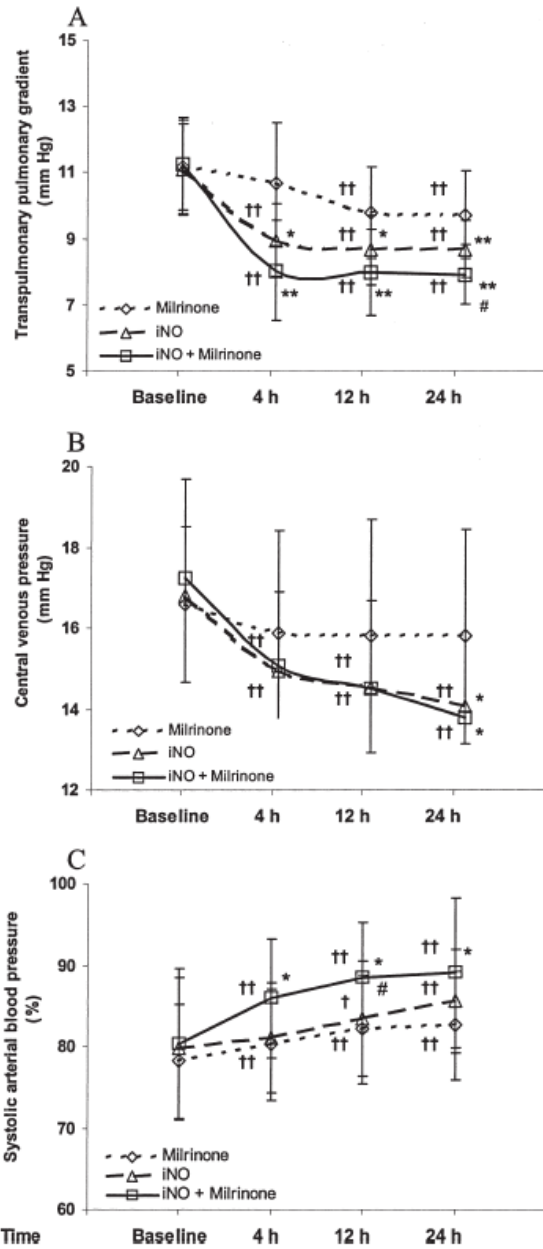 A
15
13
11
9
7
5
Transpulmonary pulmonary gradient
(mm Hg)
†† †† ††
†† * †† * †† **
†† ** †† ** †† **
#
Milrinone
iNO
iNO + Milrinone
Baseline 4 h 12 h 24 h
B
20
18
16
14
12
Central venous pressure
(mm Hg)
†† ††
†† †† †† *
†† *
Milrinone
iNO
iNO + Milrinone
Baseline 4 h 12 h 24 h
C
100
90
80
70
60
Systolic arterial blood pressure
(%)
†† * †† * †† *
† # ††
†† †† ††
Milrinone
iNO
iNO + Milrinone
Time Baseline 4 h 12 h 24 h